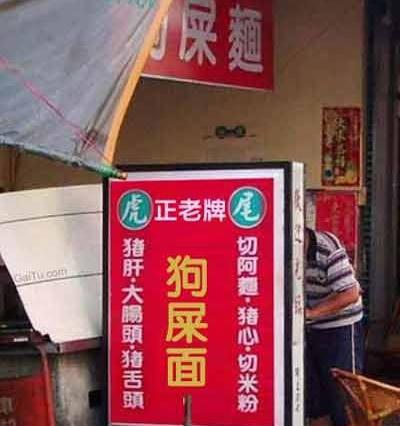 屎麵
虎 正老牌 尾
切阿麵·猪心·切米粉
狗屎面
猪肝·大腸頭·猪舌頭
GaiTu.com